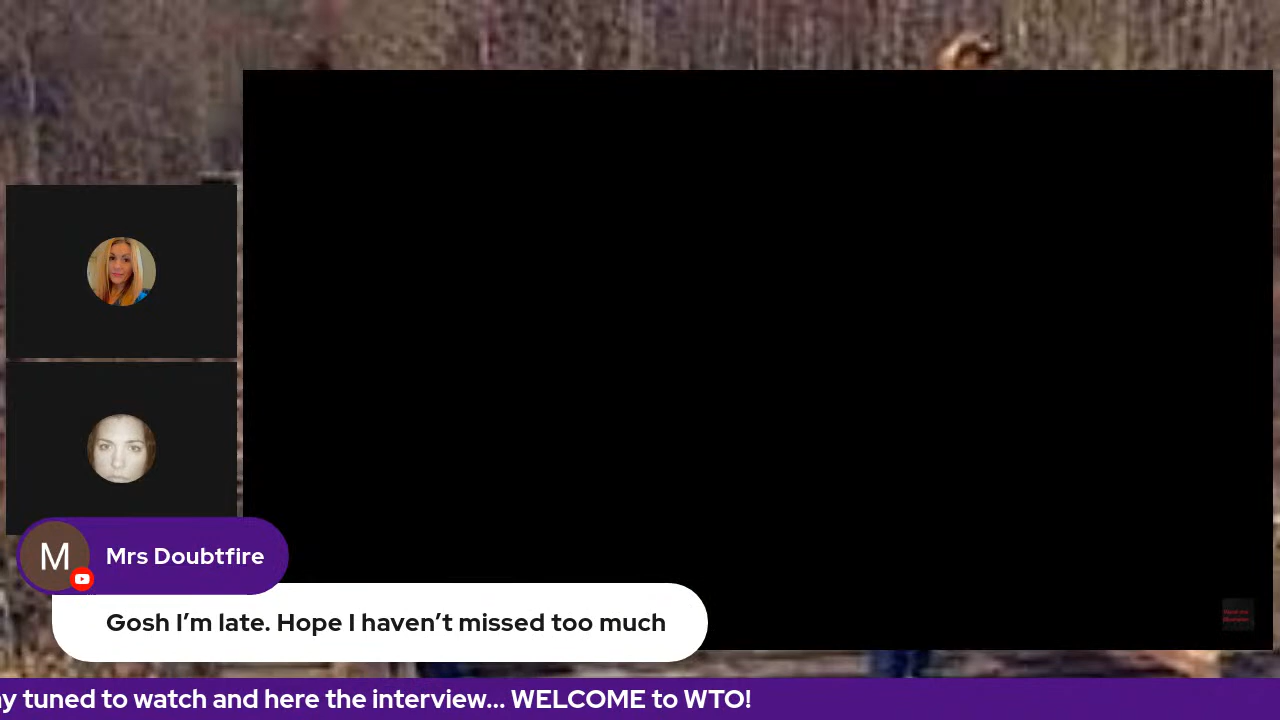 M
Mrs Doubtfire
Gosh I’m late. Hope I haven’t missed too much
tuned to watch and here the interview... WELCOME to WTO!